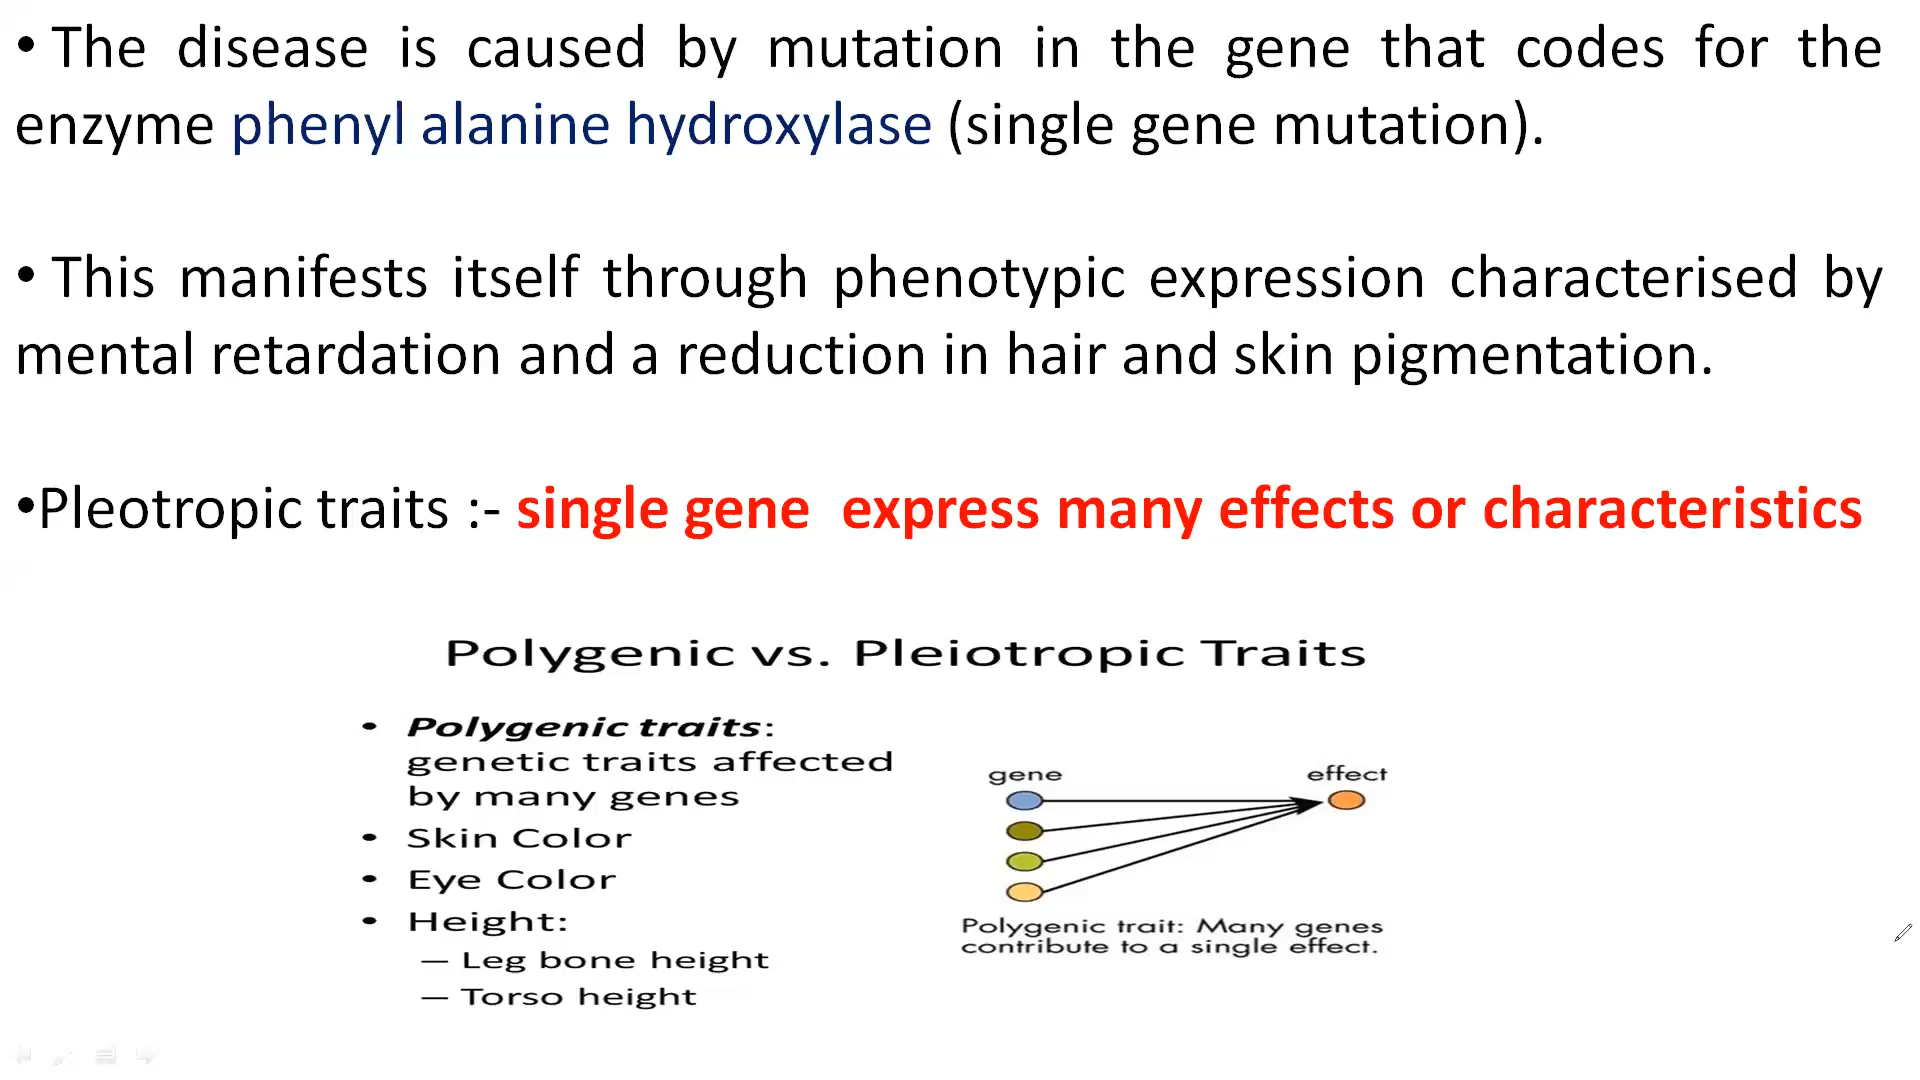 • The disease is caused by mutation in the gene that codes for the
enzyme phenyl alanine hydroxylase (single gene mutation).
• This manifests itself through phenotypic expression characterised by
mental retardation and a reduction in hair and skin pigmentation.
•Pleotropic traits :- single gene express many effects or characteristics
Polygenic vs. Pleiotropic Traits
• Polygenic traits:
genetic traits affected
by many genes
• Skin Color
• Eye Color
• Height:
– Leg bone height
– Torso height
gene effect
Polygenic trait: Many genes
contribute to a single effect.